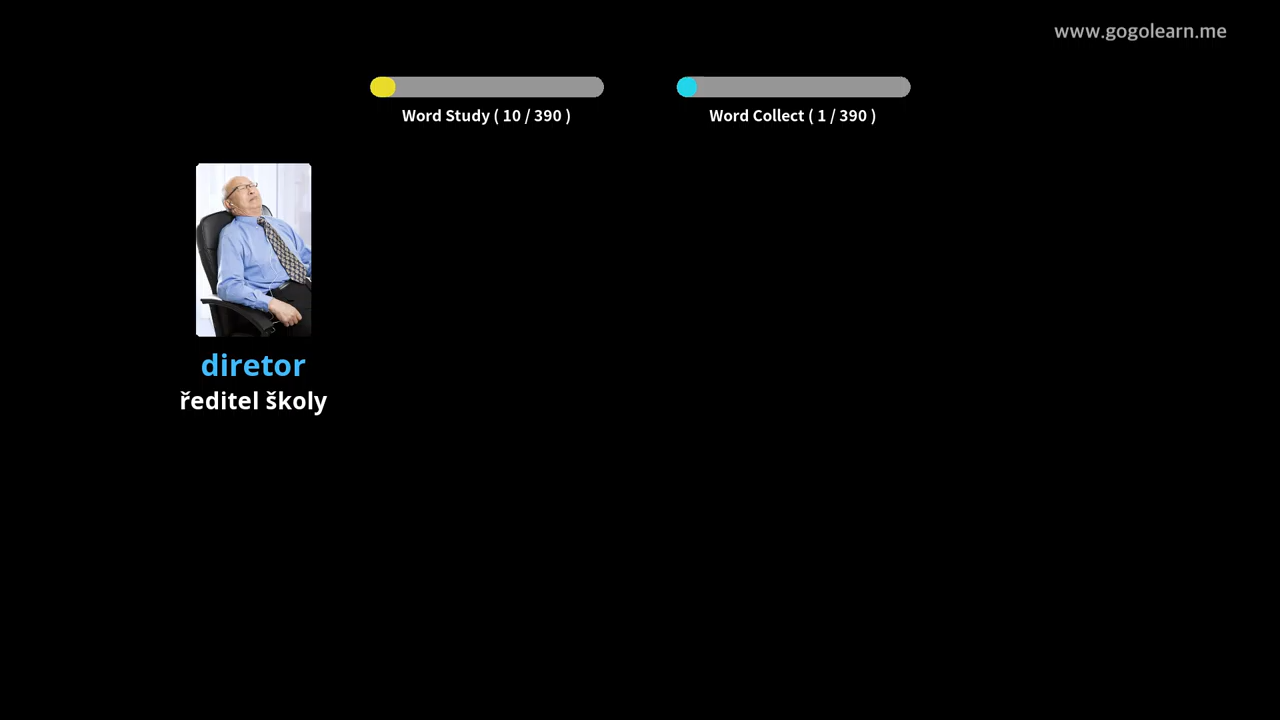 www.gogolearn.me
Word Study ( 10 / 390 )
Word Collect ( 1 / 390 )
diretor
ředitel školy